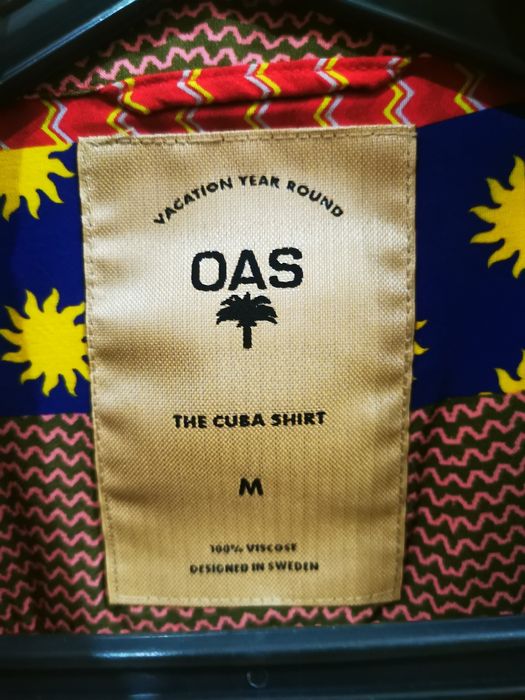 VACATION YEAR ROUND
OAS
THE CUBA SHIRT
M
100% VISCOSE
DESIGNED IN SWEDEN